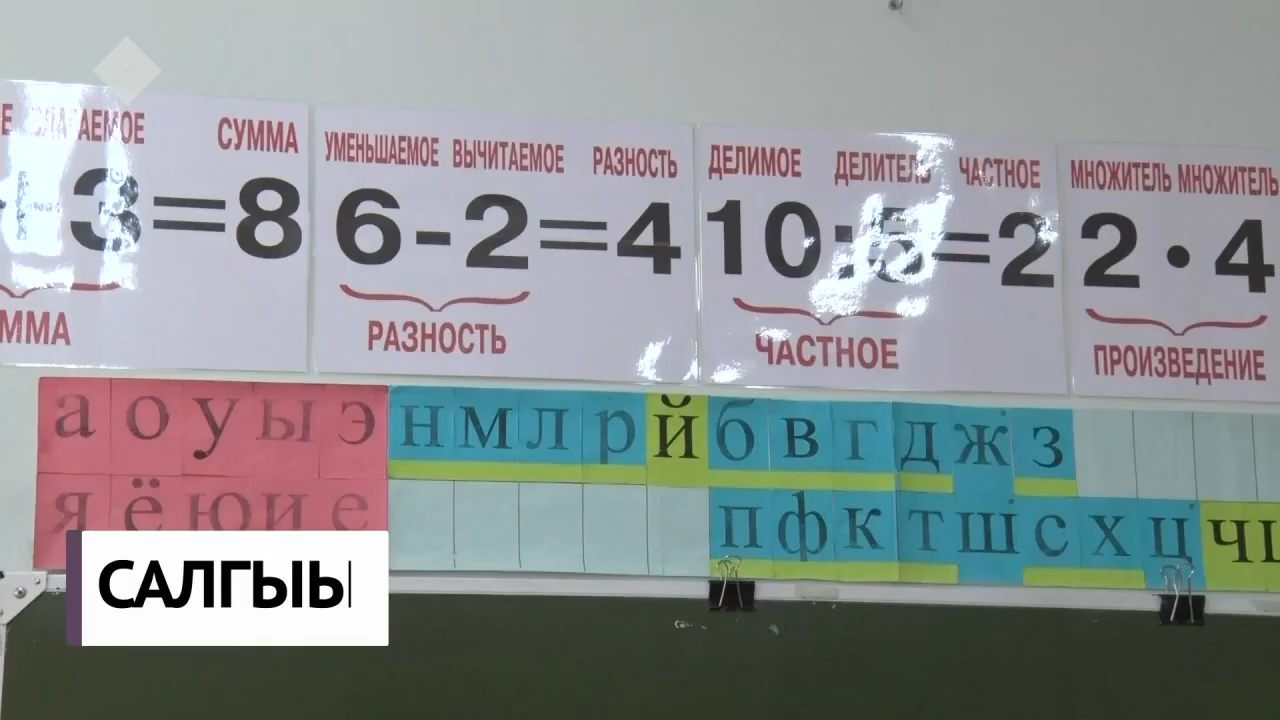 СЛАГАЕМОЕ СУММА
3=8
УМЕНЬШАЕМОЕ ВЫЧИТАЕМОЕ РАЗНОСТЬ
6-2=4
РАЗНОСТЬ
ДЕЛИМОЕ ДЕЛИТЕЛЬ ЧАСТНОЕ
10:5=2
ЧАСТНОЕ
МНОЖИТЕЛЬ МНОЖИТЕЛЬ
2·4
ПРОИЗВЕДЕНИЕ
а о у ы э н м л р й б в г д ж з
я ё ю и е п ф к т ш с х ц ч
САЛГЫЫ